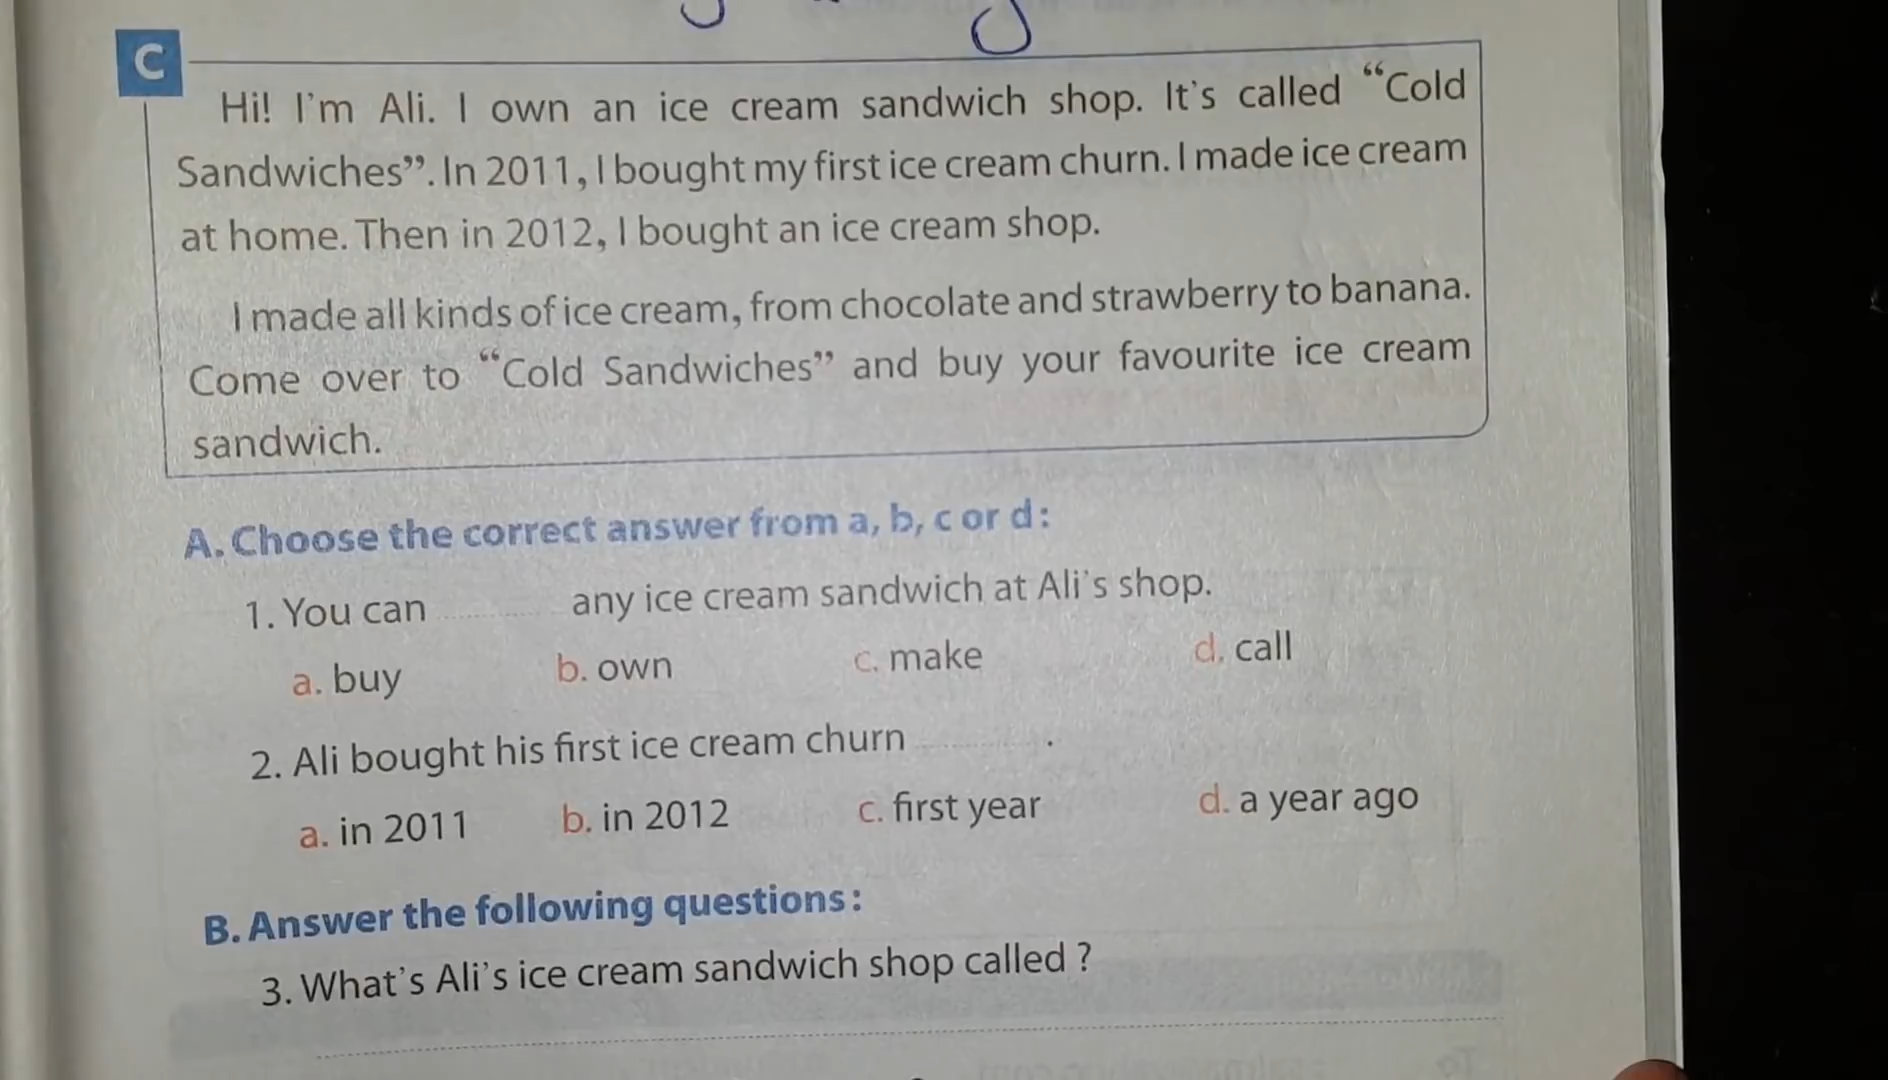 C
Hi! I'm Ali. I own an ice cream sandwich shop. It's called “Cold
Sandwiches”. In 2011, I bought my first ice cream churn. I made ice cream
at home. Then in 2012, I bought an ice cream shop.
I made all kinds of ice cream, from chocolate and strawberry to banana.
Come over to “Cold Sandwiches” and buy your favourite ice cream
sandwich.
A. Choose the correct answer from a, b, c or d:
1. You can .......... any ice cream sandwich at Ali's shop.
a. buy b. own c. make d. call
2. Ali bought his first ice cream churn .......... .
a. in 2011 b. in 2012 c. first year d. a year ago
B. Answer the following questions:
3. What's Ali's ice cream sandwich shop called ?